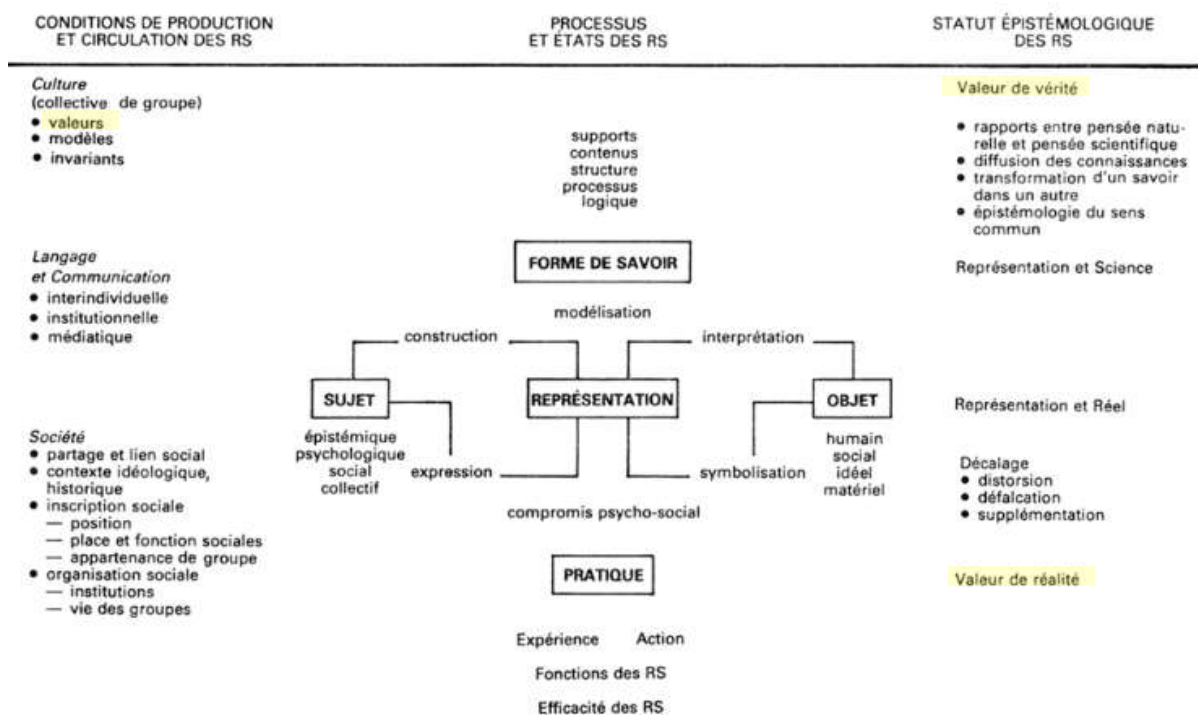 CONDITIONS DE PRODUCTION
ET CIRCULATION DES RS
PROCESSUS
ET ÉTATS DES RS
STATUT ÉPISTÉMOLOGIQUE
DES RS
Culture
(collective de groupe)
• valeurs
• modèles
• invariants
Langage
et Communication
• interindividuelle
• institutionnelle
• médiatique
Société
• partage et lien social
• contexte idéologique,
historique
• inscription sociale
— position
— place et fonction sociales
— appartenance de groupe
• organisation sociale
— institutions
— vie des groupes
supports
contenus
structure
processus
logique
FORME DE SAVOIR
modélisation
construction
interprétation
SUJET
REPRÉSENTATION
OBJET
épistémique
psychologique
social
collectif
expression
symbolisation
humain
social
idéel
matériel
compromis psycho-social
PRATIQUE
Expérience Action
Fonctions des RS
Efficacité des RS
Valeur de vérité
• rapports entre pensée natu-
relle et pensée scientifique
• diffusion des connaissances
• transformation d'un savoir
dans un autre
• épistémologie du sens
commun
Représentation et Science
Représentation et Réel
Décalage
• distorsion
• défalcation
• supplémentation
Valeur de réalité